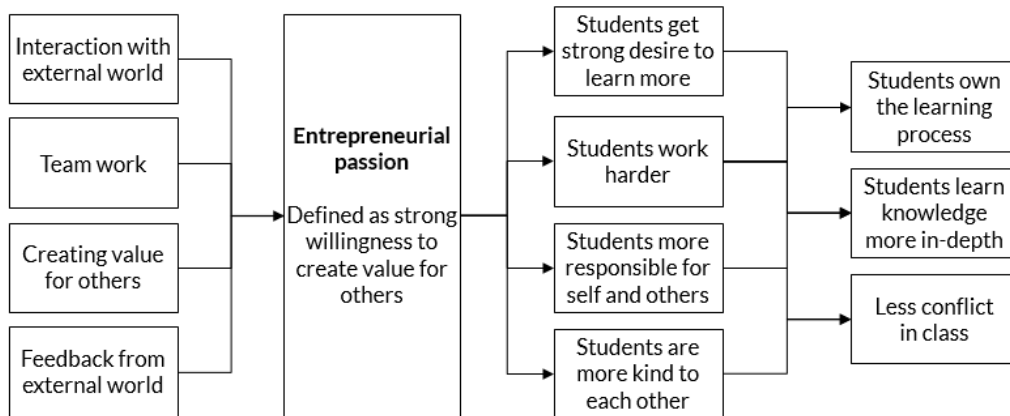 Interaction with
external world
Team work
Creating value
for others
Feedback from
external world
Entrepreneurial
passion
Defined as strong
willingness to
create value for
others
Students get
strong desire to
learn more
Students work
harder
Students more
responsible for
self and others
Students are
more kind to
each other
Students own
the learning
process
Students learn
knowledge
more in-depth
Less conflict
in class